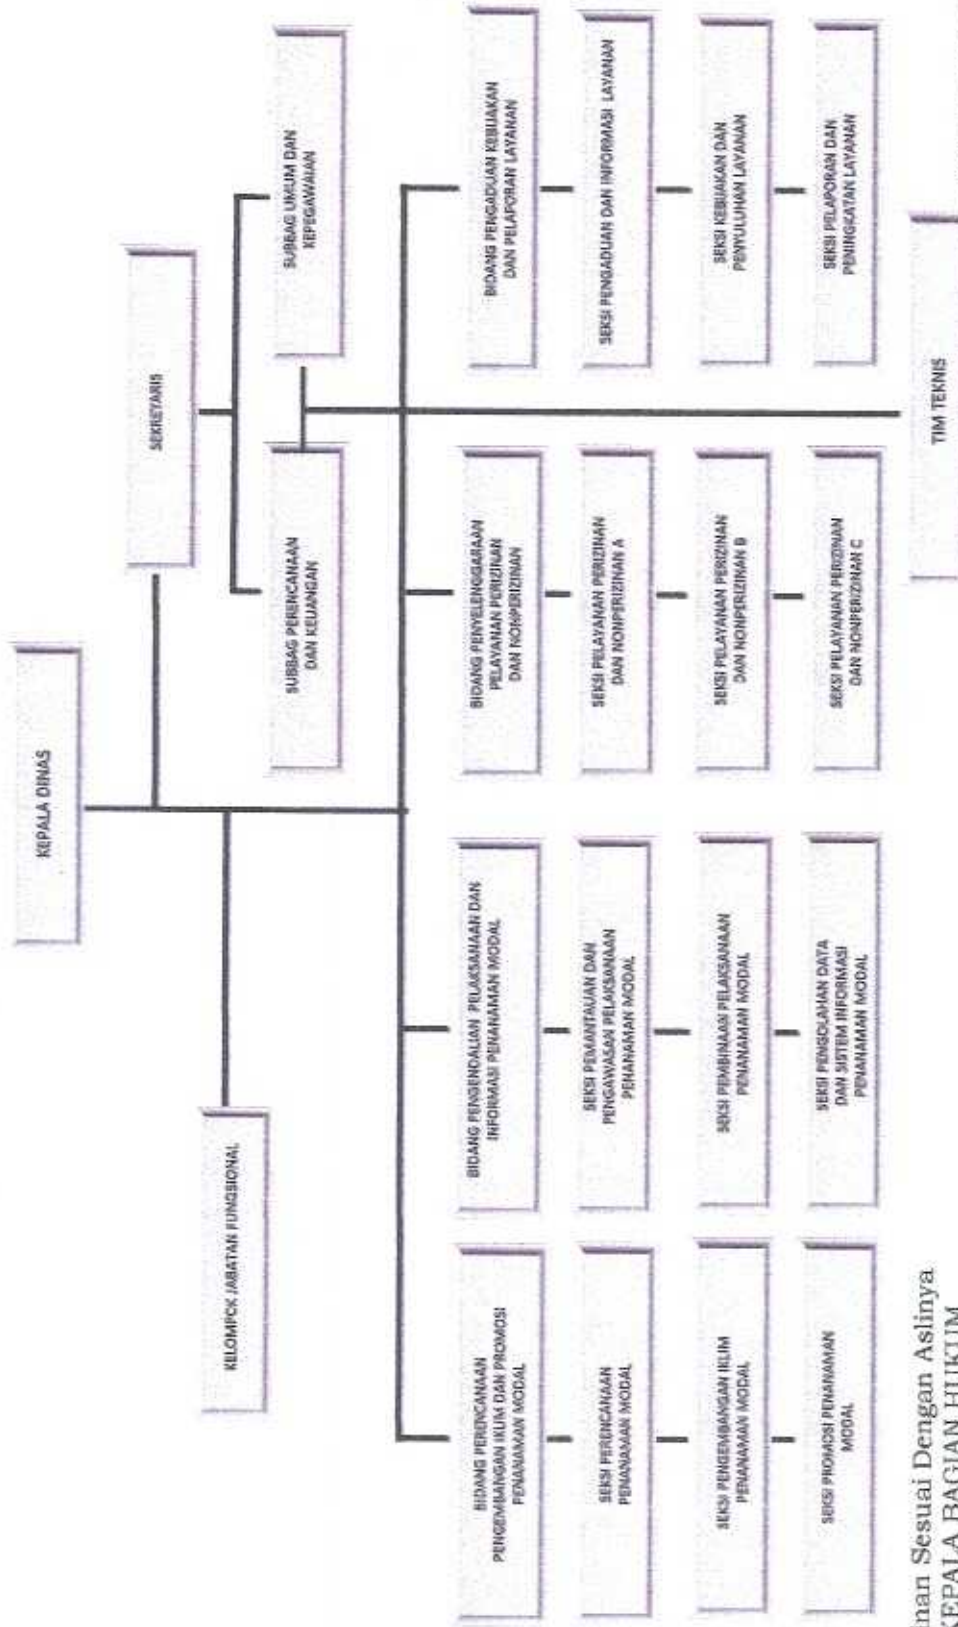 KEPALA DINAS
SEKRETARIS
KELOMPCK JABATAN FUNGSIONAL
SUBBAG PERENCANAAN
DAN KEUANGAN
SUBBAG UMUM DAN
KEPEGAWAIAN
BIDANG PERENCANAAN
PENGEMBANGAN IKLIM DAN PROMOSI
PENANAMAN MODAL
SEKSI PERENCANAAN
PENANAMAN MODAL
SEKSI PENGEMBANGAN IKLIM
PENANAMAN MODAL
SEKSI PROMOSI PENANAMAN
MODAL
BIDANG PENGENDALIAN PELAKSANAAN DAN
INFORMASI PENANAMAN MODAL
SEKSI PEMANTAUAN DAN
PENGAWASAN PELAKSANAAN
PENANAMAN MODAL
SEKSI PEMBINAAN PELAKSANAAN
PENANAMAN MODAL
SEKSI PENGOLAHAN DATA
DAN SISTEM INFORMASI
PENANAMAN MODAL
BIDANG PENYELENGGARAAN
PELAYANAN PERIZINAN
DAN NONPERIZINAN
SEKSI PELAYANAN PERIZINAN
DAN NONPERIZINAN A
SEKSI PELAYANAN PERIZINAN
DAN NONPERIZINAN B
SEKSI PELAYANAN PERIZINAN
DAN NONPERIZINAN C
BIDANG PENGADUAN KEBIJAKAN
DAN PELAPORAN LAYANAN
SEKSI PENGADUAN DAN INFORMASI LAYANAN
SEKSI KEBIJAKAN DAN
PENYULUHAN LAYANAN
SEKSI PELAPORAN DAN
PENINGKATAN LAYANAN
TIM TEKNIS
inan Sesuai Dengan Aslinya
KEPALA BAGIAN HUKUM